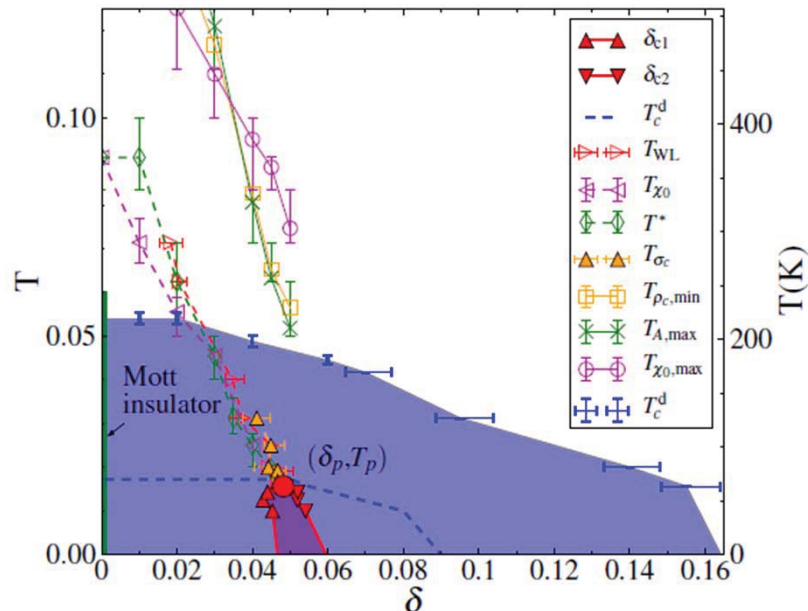 T
0.10
0.05
0.00
0
0.02
0.04
0.06
0.08
0.1
0.12
0.14
0.16
δ
T(K)
400
200
0
Mott
insulator
(δp,Tp)
δc1
δc2
Tcd
TWL
Tχ0
T*
Tσc
Tρc,min
TA,max
Tχ0,max
Tcd